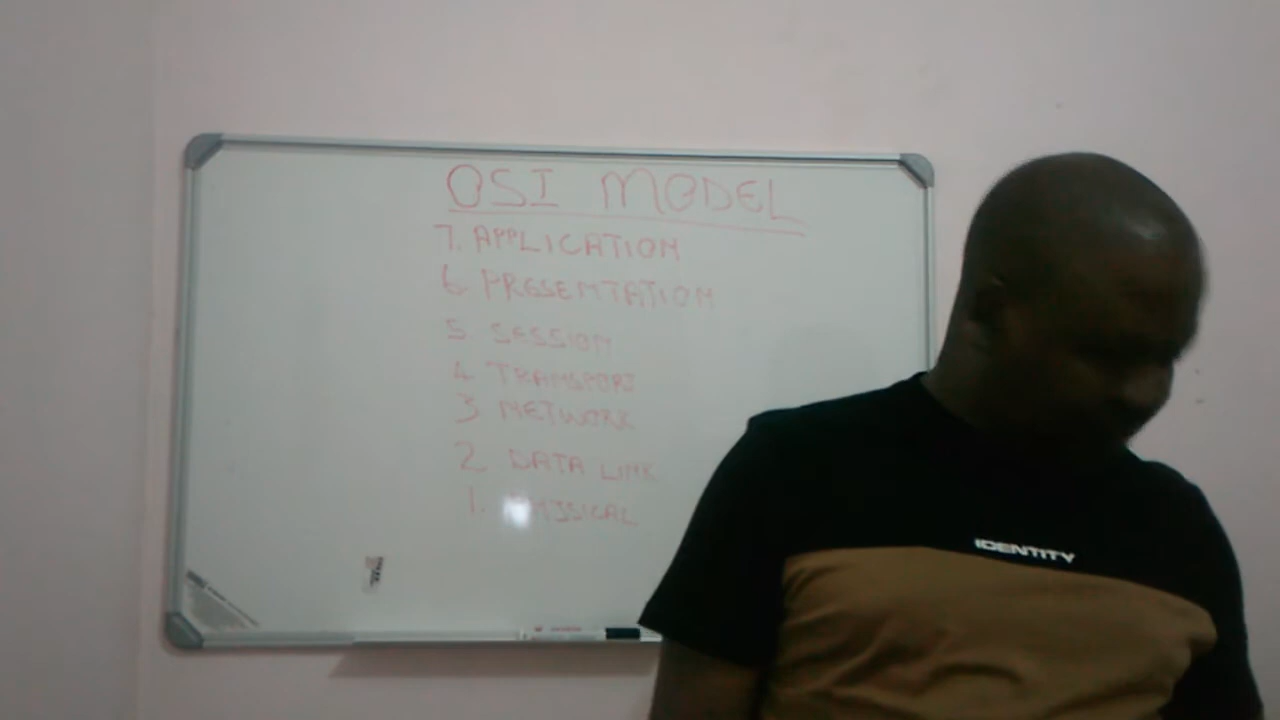 OSI MODEL
7. APPLICATION
6 PRESENTATION
5 SESSION
4 TRANSPORT
3 NETWORK
2 DATA LINK
1.
IDENTITY